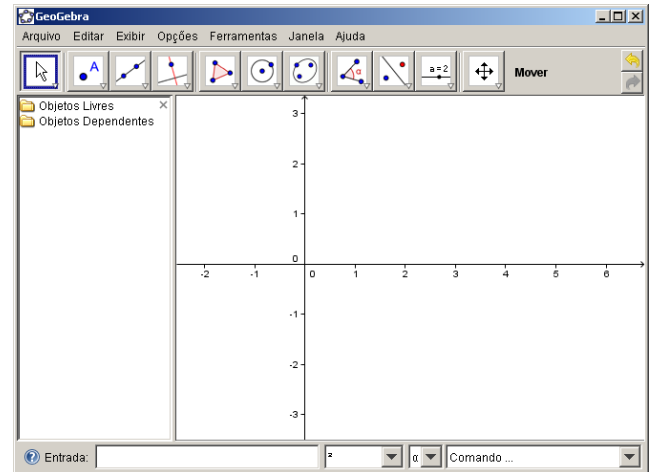 GeoGebra
Arquivo Editar Exibir Opções Ferramentas Janela Ajuda
A α a=2 Mover
Objetos Livres
Objetos Dependentes
3
2
1
0
-2 -1 0 1 2 3 4 5 6
-1
-2
-3
Entrada: ² α Comando ...